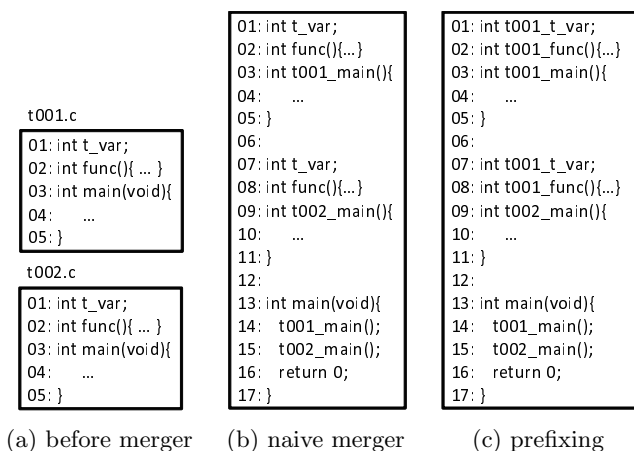 t001.c
01: int t_var;
02: int func(){ ... }
03: int main(void){
04: ...
05: }
t002.c
01: int t_var;
02: int func(){ ... }
03: int main(void){
04: ...
05: }
(a) before merger
01: int t_var;
02: int func(){...}
03: int t001_main(){
04: ...
05: }
06:
07: int t_var;
08: int func(){...}
09: int t002_main(){
10: ...
11: }
12:
13: int main(void){
14: t001_main();
15: t002_main();
16: return 0;
17: }
(b) naive merger
01: int t001_t_var;
02: int t001_func(){...}
03: int t001_main(){
04: ...
05: }
06:
07: int t001_t_var;
08: int t001_func(){...}
09: int t002_main(){
10: ...
11: }
12:
13: int main(void){
14: t001_main();
15: t002_main();
16: return 0;
17: }
(c) prefixing